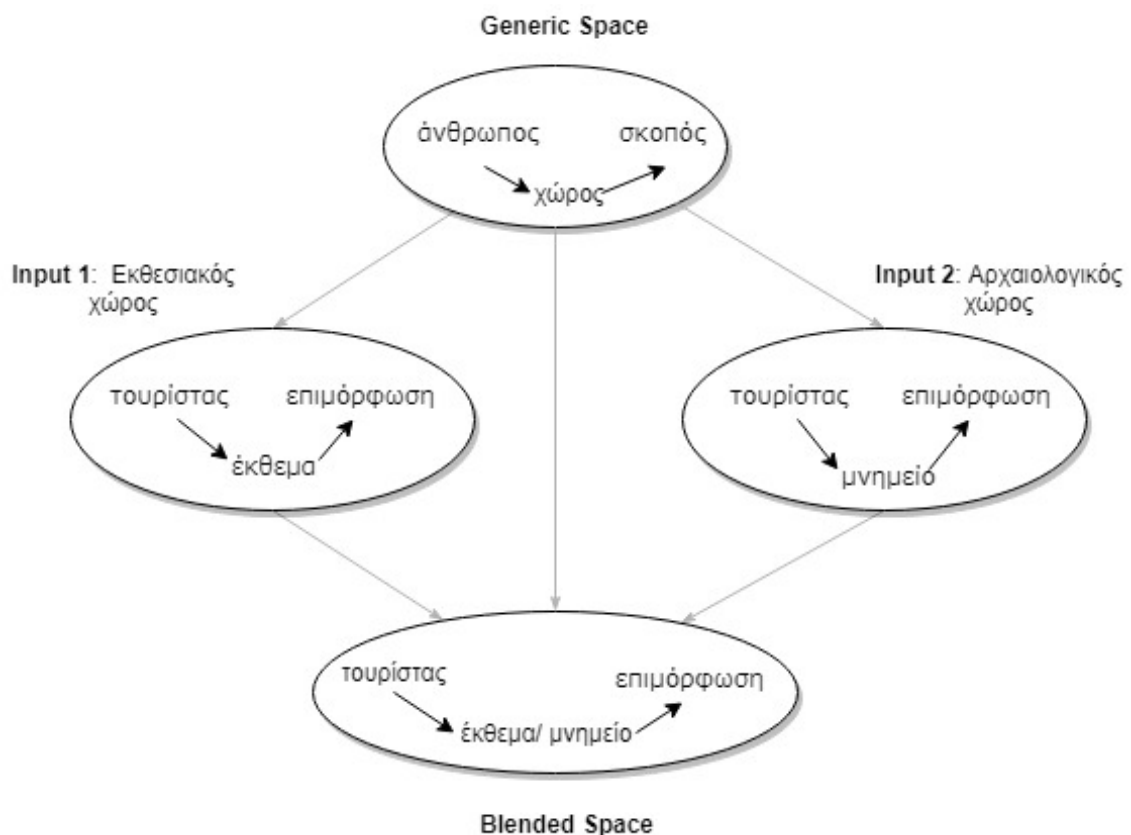 Generic Space
άνθρωπος σκοπός
χώρος
Input 1: Εκθεσιακός
χώρος
Input 2: Αρχαιολογικός
χώρος
τουρίστας επιμόρφωση
έκθεμα
τουρίστας επιμόρφωση
μνημείο
τουρίστας επιμόρφωση
έκθεμα/ μνημείο
Blended Space